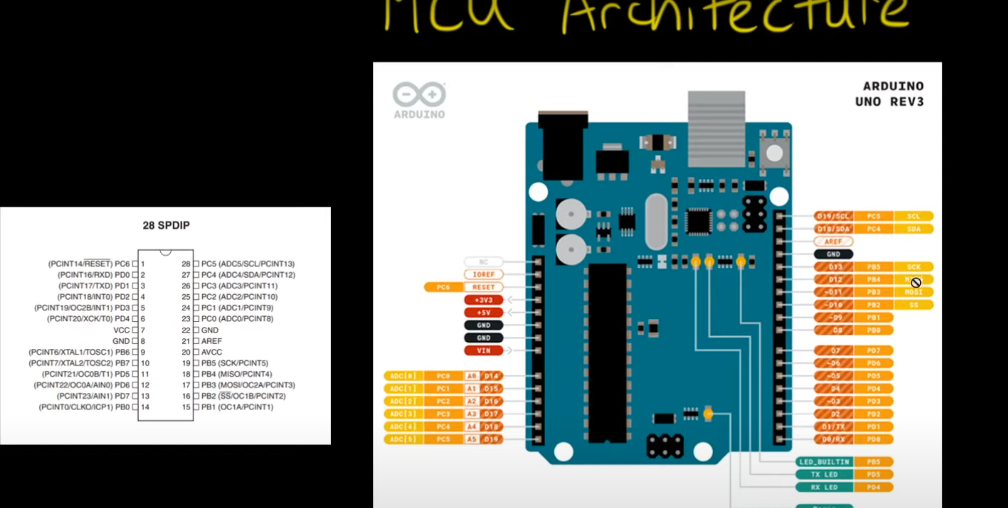 MCU Architecture
ARDUINO
ARDUINO
UNO REV3
28 SPDIP
(PCINT14/RESET) PC6 1 28 PC5 (ADC5/SCL/PCINT13)
(PCINT16/RXD) PD0 2 27 PC4 (ADC4/SDA/PCINT12)
(PCINT17/TXD) PD1 3 26 PC3 (ADC3/PCINT11)
(PCINT18/INT0) PD2 4 25 PC2 (ADC2/PCINT10)
(PCINT19/OC2B/INT1) PD3 5 24 PC1 (ADC1/PCINT9)
(PCINT20/XCK/T0) PD4 6 23 PC0 (ADC0/PCINT8)
VCC 7 22 GND
GND 8 21 AREF
(PCINT6/XTAL1/TOSC1) PB6 9 20 AVCC
(PCINT7/XTAL2/TOSC2) PB7 10 19 PB5 (SCK/PCINT5)
(PCINT21/OC0B/T1) PD5 11 18 PB4 (MISO/PCINT4)
(PCINT22/OC0A/AIN0) PD6 12 17 PB3 (MOSI/OC2A/PCINT3)
(PCINT23/AIN1) PD7 13 16 PB2 (SS/OC1B/PCINT2)
(PCINT0/CLKO/ICP1) PB0 14 15 PB1 (OC1A/PCINT1)
NC
IOREF
PC6 RESET
+3V3
+5V
GND
GND
VIN
ADC[0] PC0 A0 D14
ADC[1] PC1 A1 D15
ADC[2] PC2 A2 D16
ADC[3] PC3 A3 D17
ADC[4] PC4 A4 D18
ADC[5] PC5 A5 D19
D19/SCL PC5 SCL
D18/SDA PC4 SDA
AREF
GND
D13 PB5 SCK
D12 PB4
~D11 PB3 MOSI
~D10 PB2 SS
~D9 PB1
D8 PB0
D7 PD7
~D6 PD6
~D5 PD5
D4 PD4
~D3 PD3
D2 PD2
D1/TX PD1
D0/RX PD0
LED_BUILTIN PB5
TX LED PD5
RX LED PD4